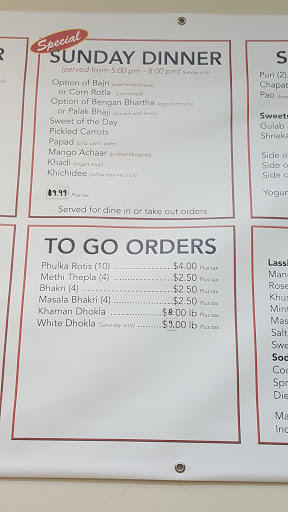 Special
SUNDAY DINNER
(served from 5:00 pm - 8:00 pm) Sunday only
Option of Bajri (pearl millet bread)
or Corn Rotla (corn bread)
Option of Bengan Bhartha (egg plant curry)
or Palak Bhaji (spinach with lentils)
Sweet of the Day
Pickled Carrots
Papad (crisp Lentil wafer)
Mango Achaar (pickled Mangoes)
Khadi (yogurt soup)
Khichidee (yellow steamed rice)
$9.99 Plus tax
Served for dine in or take out orders
TO GO ORDERS
Phulka Rotis (10) ..................$4.00 Plus tax
Methi Thepla (4) ...................$2.50 Plus tax
Bhakri (4) ..............................$2.50 Plus tax
Masala Bhakri (4) ..................$2.50 Plus tax
Khaman Dhokla ................$8.00 lb Plus tax
White Dhokla (Saturday only) ........$9.00 lb Plus tax
R
S
Puri (2)
Chapat
Pao
Sweets
Gulab
Shrieka
Side o
Side o
Side o
Yogur
Lassi
Mang
Rose
Khus
Mint
Mas
Salt
Swe
Sod
Coc
Spr
Die
Ma
Inc